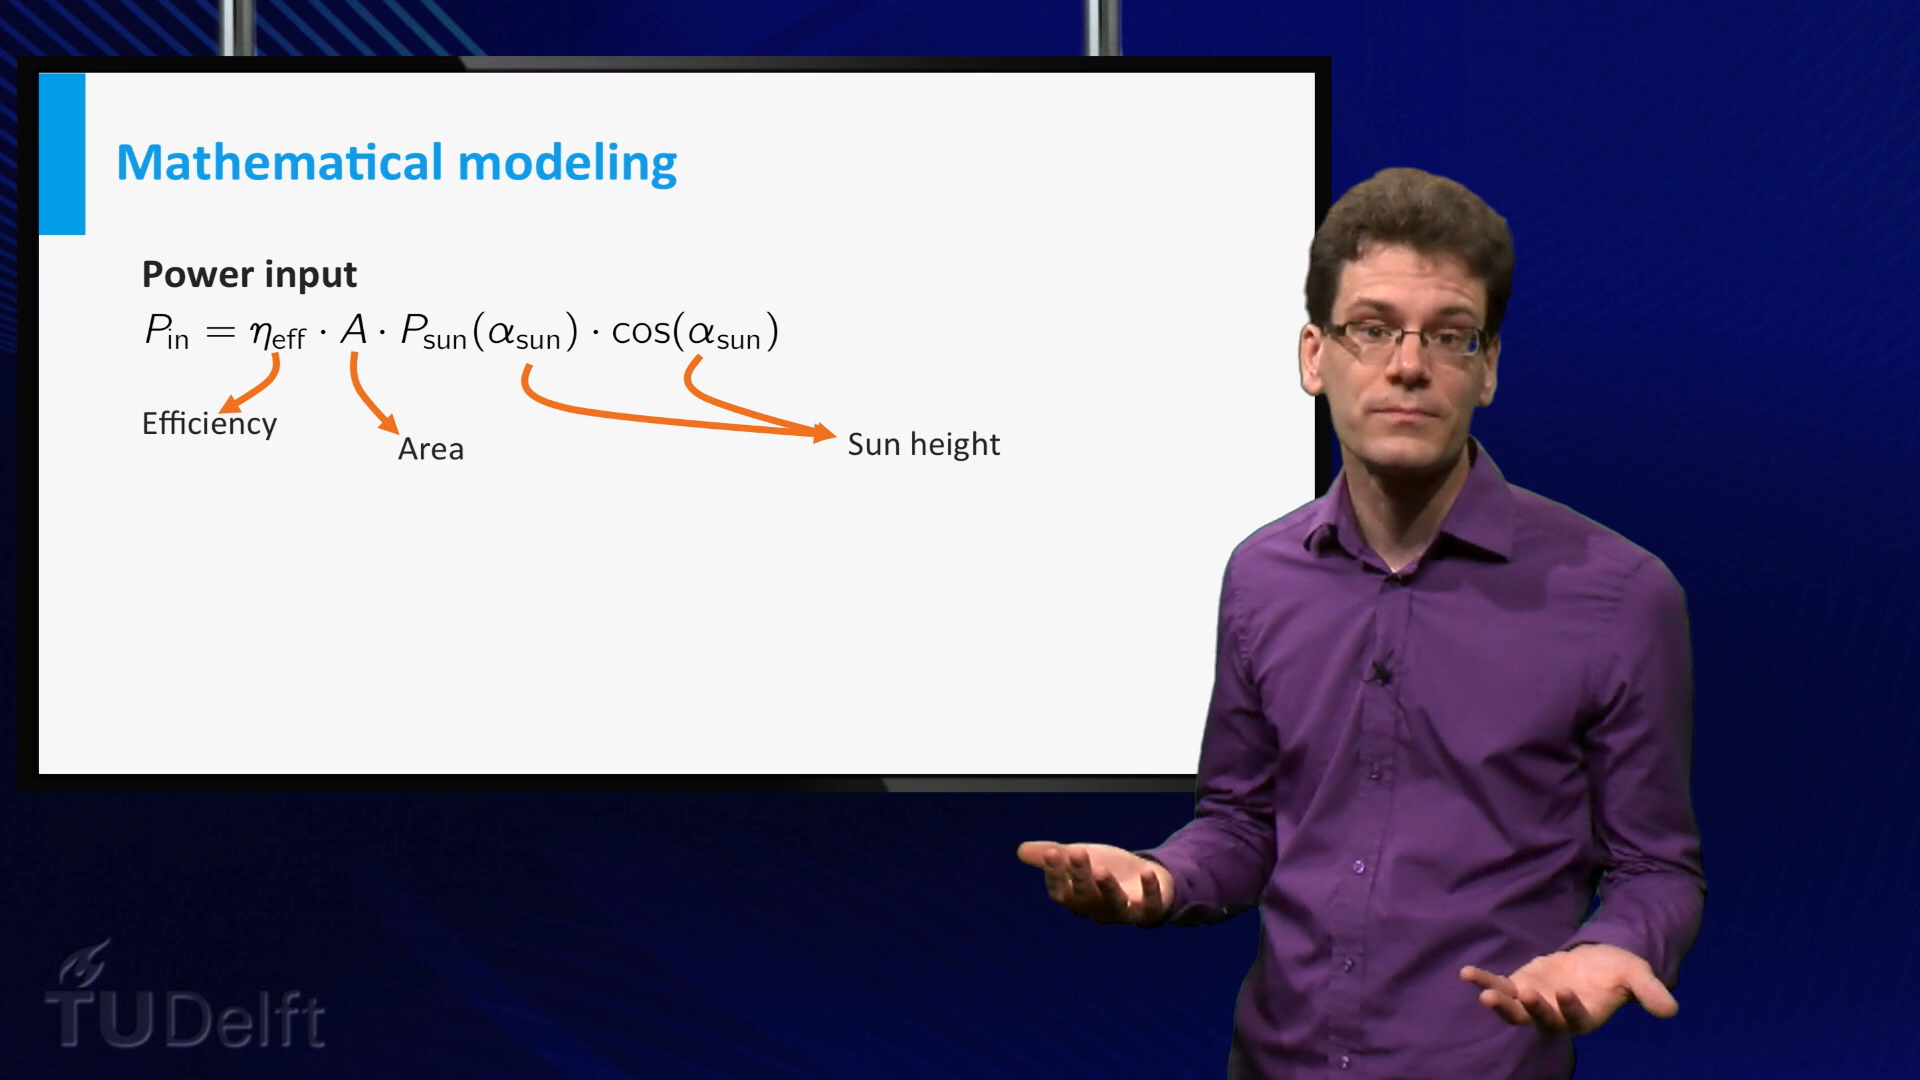 Mathematical modeling
Power input
P_in = η_eff · A · P_sun(α_sun) · cos(α_sun)
Efficiency
Area
Sun height
TUDelft